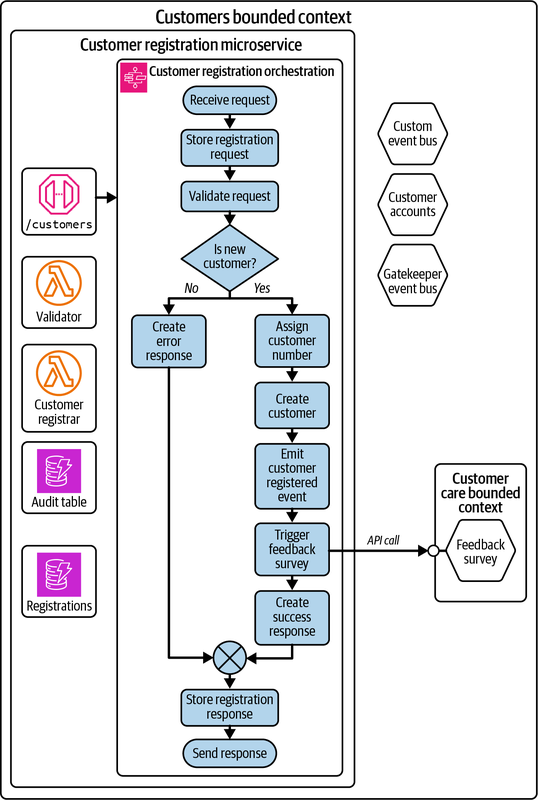 Customers bounded context
Customer registration microservice
Customer registration orchestration
Receive request
Store registration
request
Validate request
Is new
customer?
No
Yes
Create
error
response
Assign
customer
number
Create
customer
Emit
customer
registered
event
Trigger
feedback
survey
Create
success
response
Store registration
response
Send response
/customers
Validator
Customer
registrar
Audit table
Registrations
Custom
event bus
Customer
accounts
Gatekeeper
event bus
API call
Customer
care bounded
context
Feedback
survey